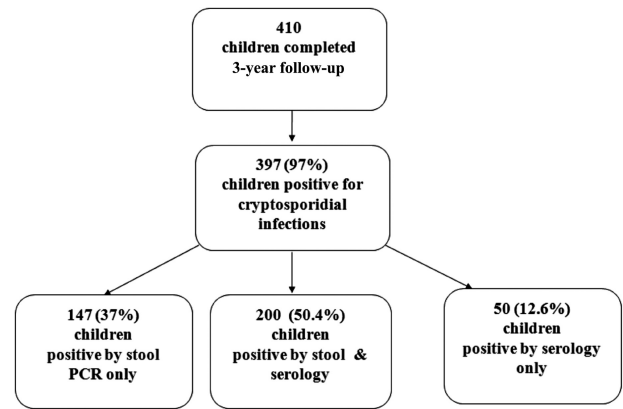 410
children completed
3-year follow-up
397 (97%)
children positive for
cryptosporidial
infections
147 (37%)
children
positive by stool
PCR only
200 (50.4%)
children
positive by stool &
serology
50 (12.6%)
children
positive by serology
only